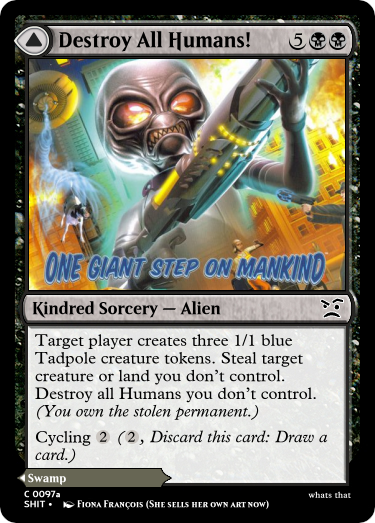 Destroy All Humans! 5
ONE GIANT STEP ON MANKIND
Kindred Sorcery — Alien
Target player creates three 1/1 blue
Tadpole creature tokens. Steal target
creature or land you don't control.
Destroy all Humans you don't control.
(You own the stolen permanent.)
Cycling 2 (2, Discard this card: Draw a
card.)
Swamp
C 0097a
SHIT • Fiona François (She sells her own art now)
whats that